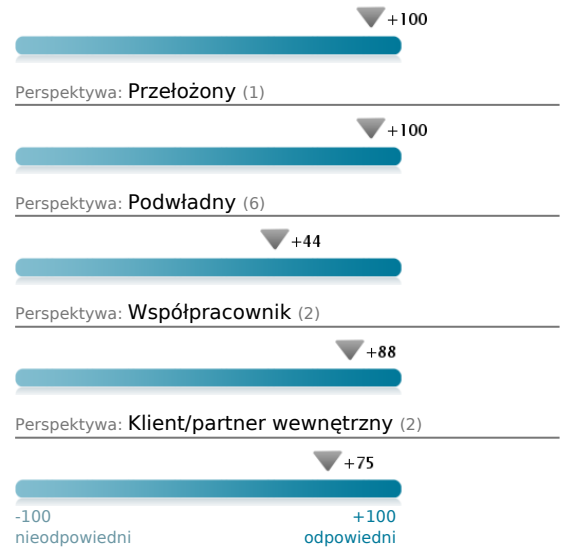 +100
Perspektywa: Przełożony (1)
+100
Perspektywa: Podwładny (6)
+44
Perspektywa: Współpracownik (2)
+88
Perspektywa: Klient/partner wewnętrzny (2)
+75
-100 +100
nieodpowiedni odpowiedni